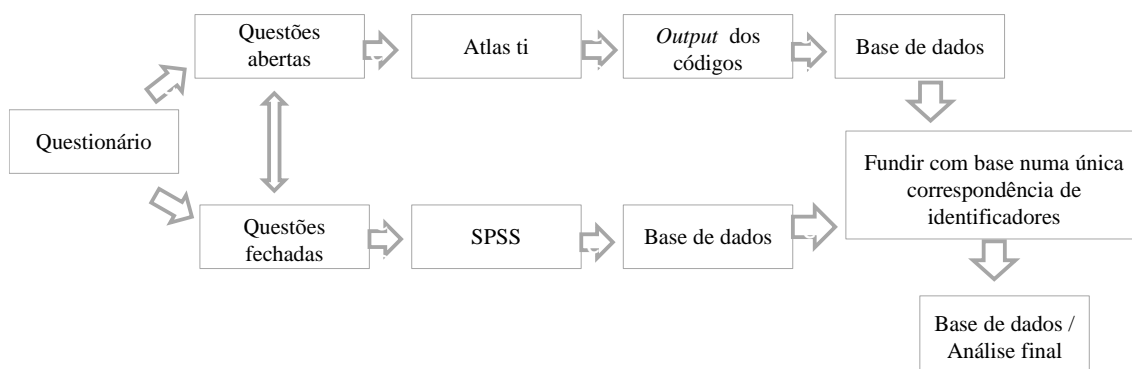 Questões
abertas
Atlas ti
Output dos
códigos
Base de dados
Questionário
Fundir com base numa única
correspondência de
identificadores
Questões
fechadas
SPSS
Base de dados
Base de dados /
Análise final